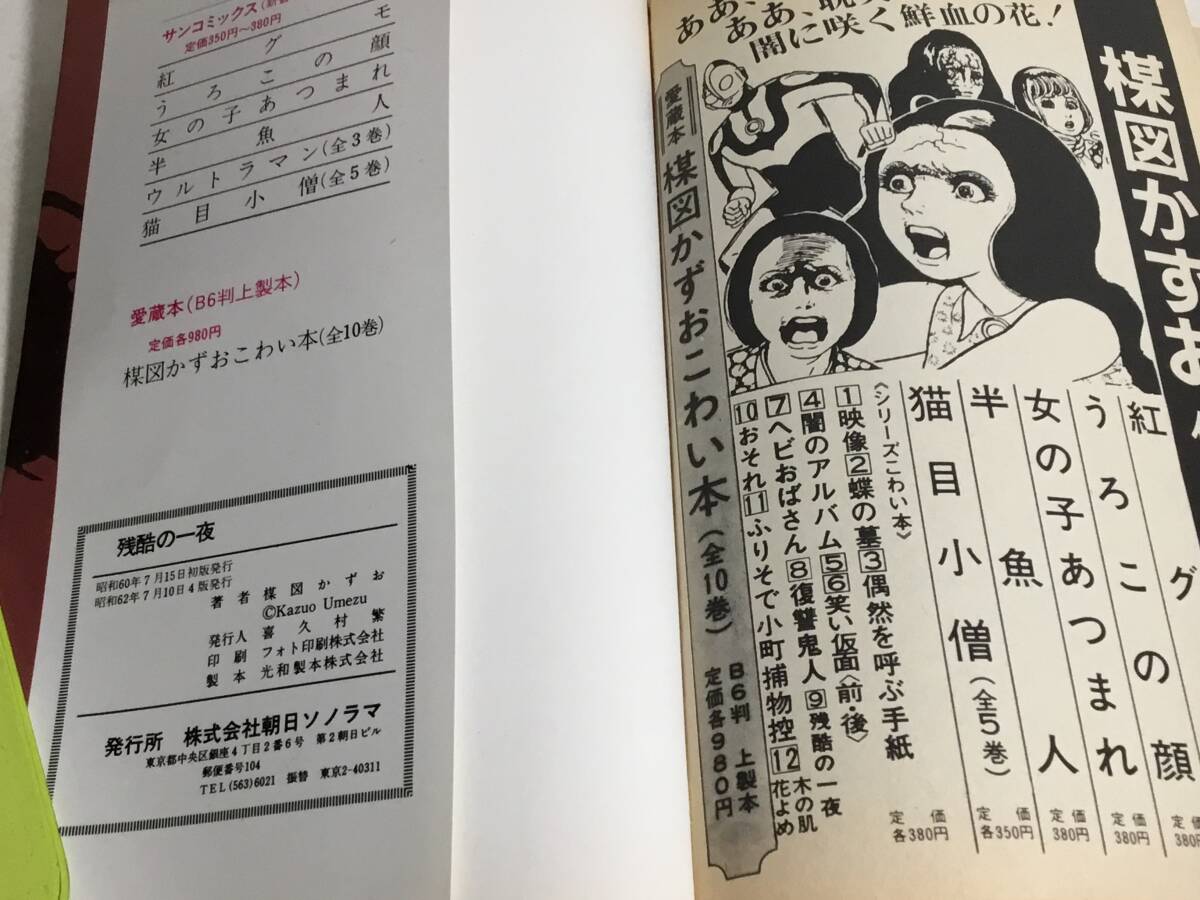 サンコミックス
定価350円〜380円
紅グモ
うろこの顔
女の子あつまれ
半魚人
ウルトラマン(全3巻)
猫目小僧(全5巻)
愛蔵本(B6判上製本)
定価各980円
楳図かずおこわい本(全10巻)
残酷の一夜
昭和60年7月15日初版発行
昭和62年7月10日4版発行
著者 楳図かずお
©Kazuo Umezu
発行人 喜久村繁
印刷 フォト印刷株式会社
製本 光和製本株式会社
発行所 株式会社朝日ソノラマ
東京都中央区銀座4丁目2番6号 第2朝日ビル
郵便番号104
TEL(563)6021 振替 東京2-40311
楳図かずお
ああ、
ああ、
闇に咲く鮮血の花!
紅グ
うろこの顔
女の子あつまれ
半魚人
猫目小僧(全5巻)
380円
定価380円
定価380円
定価各350円
定価各380円
〈シリーズこわい本〉
1映像2蝶の墓3偶然を呼ぶ手紙
4闇のアルバム5 6笑い仮面〈前・後〉
7ヘビおばさん8復讐鬼人9残酷の一夜
10おそれ11ふりそで小町捕物控12木の肌花よめ
愛蔵本 楳図かずおこわい本(全10巻) B6判 上製本 定価各980円